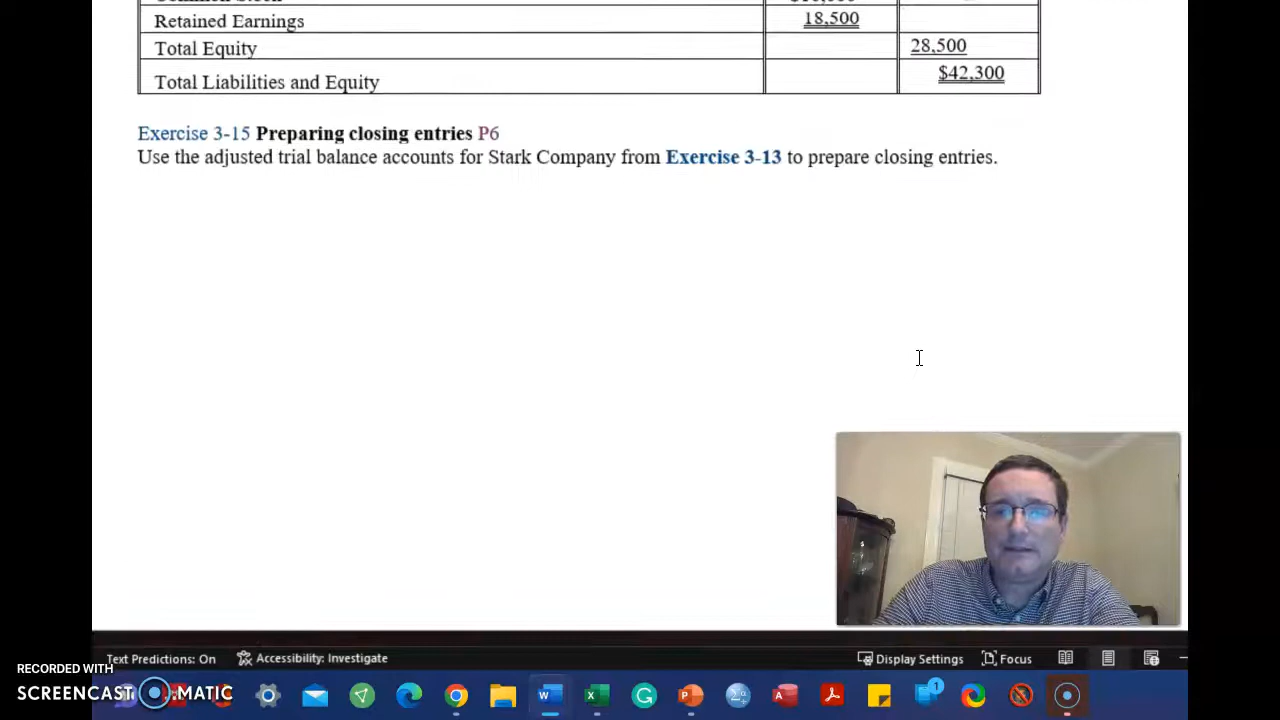 Retained Earnings 18,500
Total Equity 28,500
Total Liabilities and Equity $42,300
Exercise 3-15 Preparing closing entries P6
Use the adjusted trial balance accounts for Stark Company from Exercise 3-13 to prepare closing entries.
Text Predictions: On Accessibility: Investigate Display Settings Focus
RECORDED WITH
SCREENCAST MATIC
1